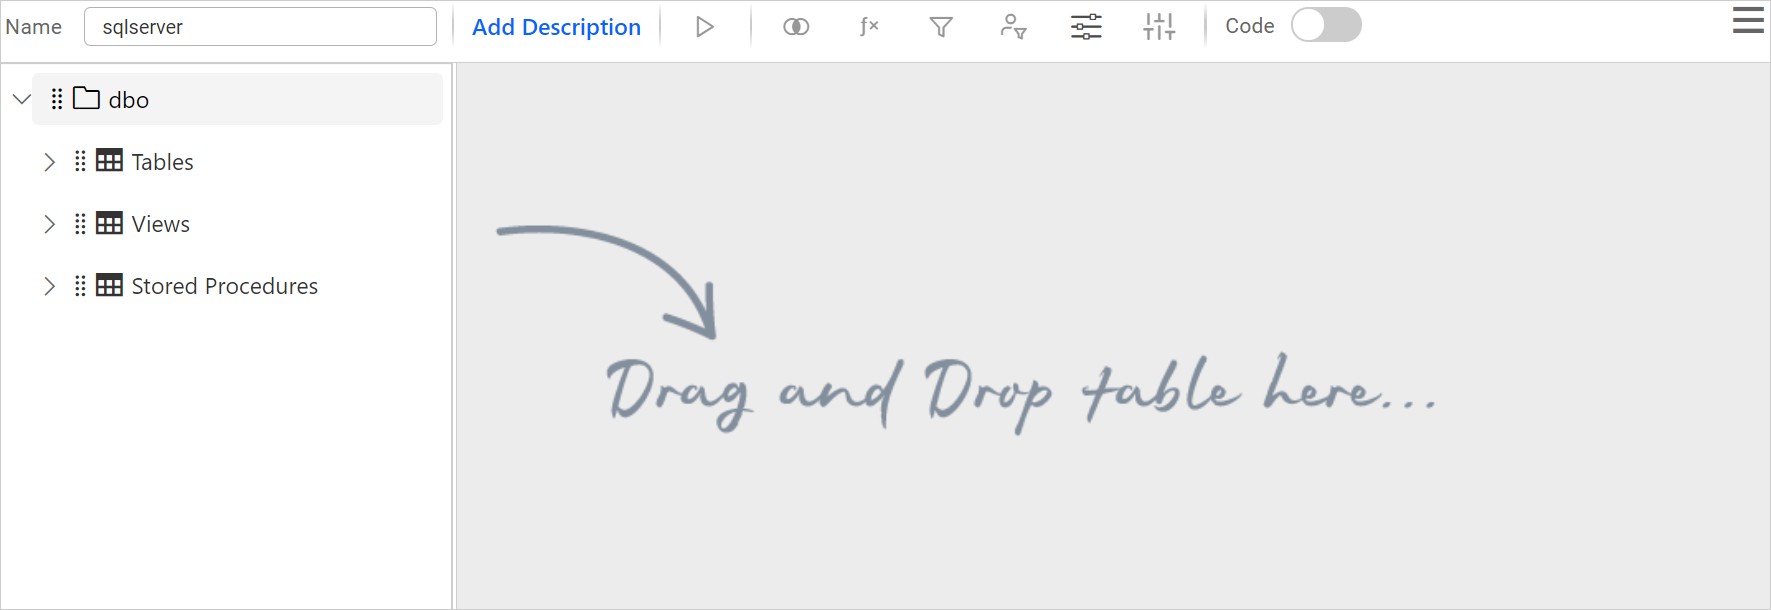 Name sqlserver Add Description ƒ× Code
dbo
Tables
Views
Stored Procedures
Drag and Drop table here...